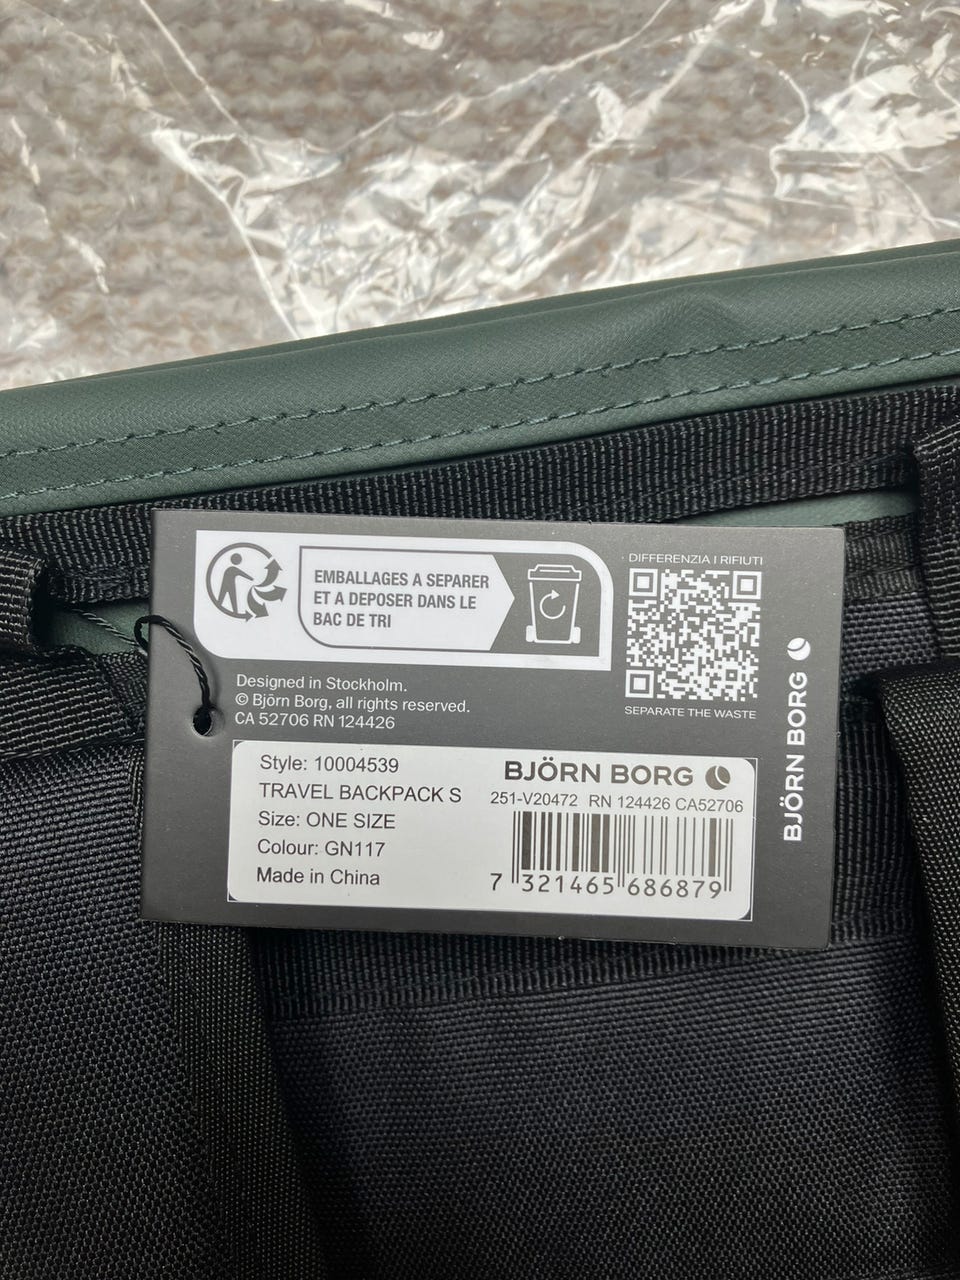 EMBALLAGES A SEPARER
ET A DEPOSER DANS LE
BAC DE TRI
DIFFERENZIA I RIFIUTI
SEPARATE THE WASTE
Designed in Stockholm.
© Björn Borg, all rights reserved.
CA 52706 RN 124426
Style: 10004539
TRAVEL BACKPACK S
Size: ONE SIZE
Colour: GN117
Made in China
BJÖRN BORG
251-V20472 RN 124426 CA52706
7 321465 686879
BJÖRN BORG